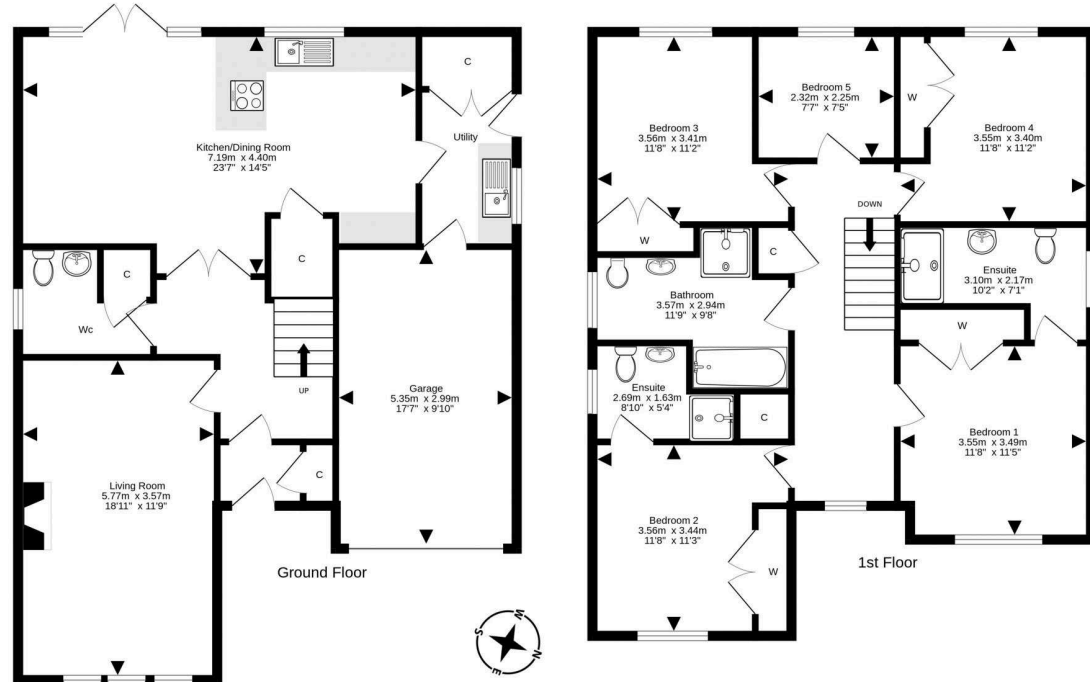 C
Utility
Kitchen/Dining Room
7.19m x 4.40m
23'7" x 14'5"
C
C
Wc
UP
Garage
5.35m x 2.99m
17'7" x 9'10"
Living Room
5.77m x 3.57m
18'11" x 11'9"
C
Ground Floor
S
W
E
N
Bedroom 3
3.56m x 3.41m
11'8" x 11'2"
W
Bedroom 5
2.32m x 2.25m
7'7" x 7'5"
W
Bedroom 4
3.55m x 3.40m
11'8" x 11'2"
DOWN
C
Bathroom
3.57m x 2.94m
11'9" x 9'8"
Ensuite
3.10m x 2.17m
10'2" x 7'1"
W
Ensuite
2.69m x 1.63m
8'10" x 5'4"
C
Bedroom 1
3.55m x 3.49m
11'8" x 11'5"
Bedroom 2
3.56m x 3.44m
11'8" x 11'3"
W
1st Floor